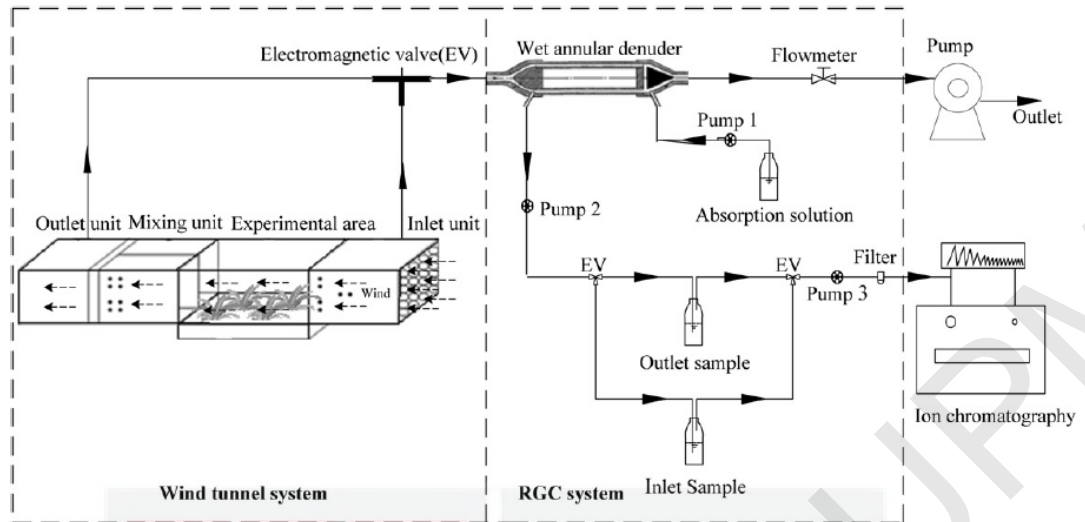 Electromagnetic valve(EV)
Wet annular denuder
Flowmeter
Pump
Outlet
Pump 1
Absorption solution
Pump 2
Outlet unit
Mixing unit
Experimental area
Inlet unit
Wind
EV
EV
Filter
Pump 3
Outlet sample
Inlet Sample
Ion chromatography
Wind tunnel system
RGC system
UPM